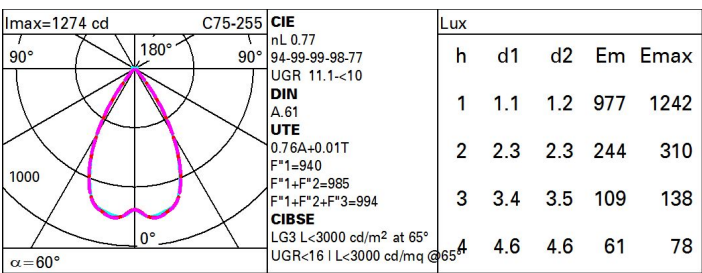 Imax=1274 cd C75-255
90° 180° 90°
1000
0°
α=60°
CIE
nL 0.77
94-99-99-98-77
UGR 11.1-<10
DIN
A.61
UTE
0.76A+0.01T
F"1=940
F"1+F"2=985
F"1+F"2+F"3=994
CIBSE
LG3 L<3000 cd/m² at 65°
UGR<16 | L<3000 cd/mq @65°
Lux
h d1 d2 Em Emax
1 1.1 1.2 977 1242
2 2.3 2.3 244 310
3 3.4 3.5 109 138
4 4.6 4.6 61 78